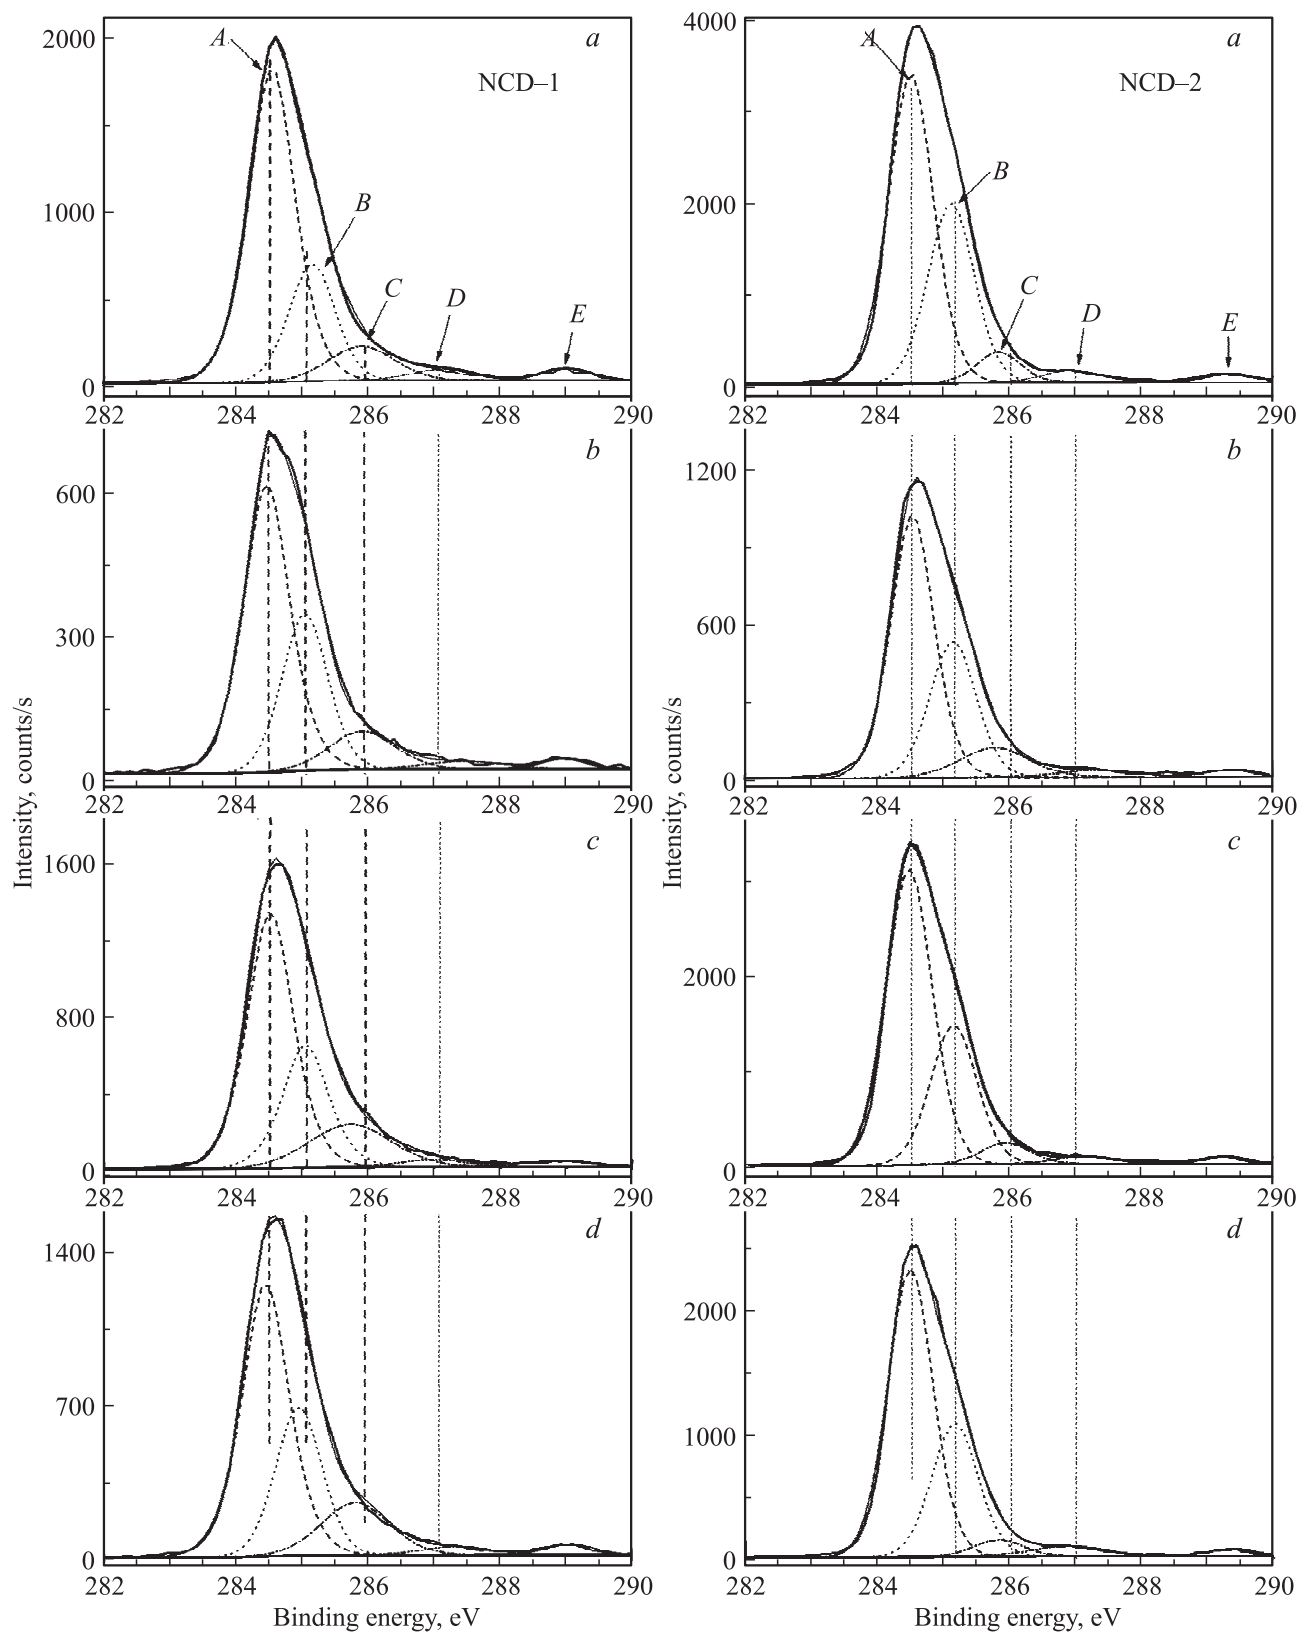 2000
1000
0
A
B
C
D
E
a
NCD–1
282 284 286 288 290
4000
2000
0
A
B
C
D
E
a
NCD–2
282 284 286 288 290
600
300
0
b
282 284 286 288 290
1200
600
0
b
282 284 286 288 290
Intensity, counts/s
1600
800
0
c
282 284 286 288 290
Intensity, counts/s
2000
0
c
282 284 286 288 290
1400
700
0
d
282 284 286 288 290
Binding energy, eV
2000
1000
0
d
282 284 286 288 290
Binding energy, eV